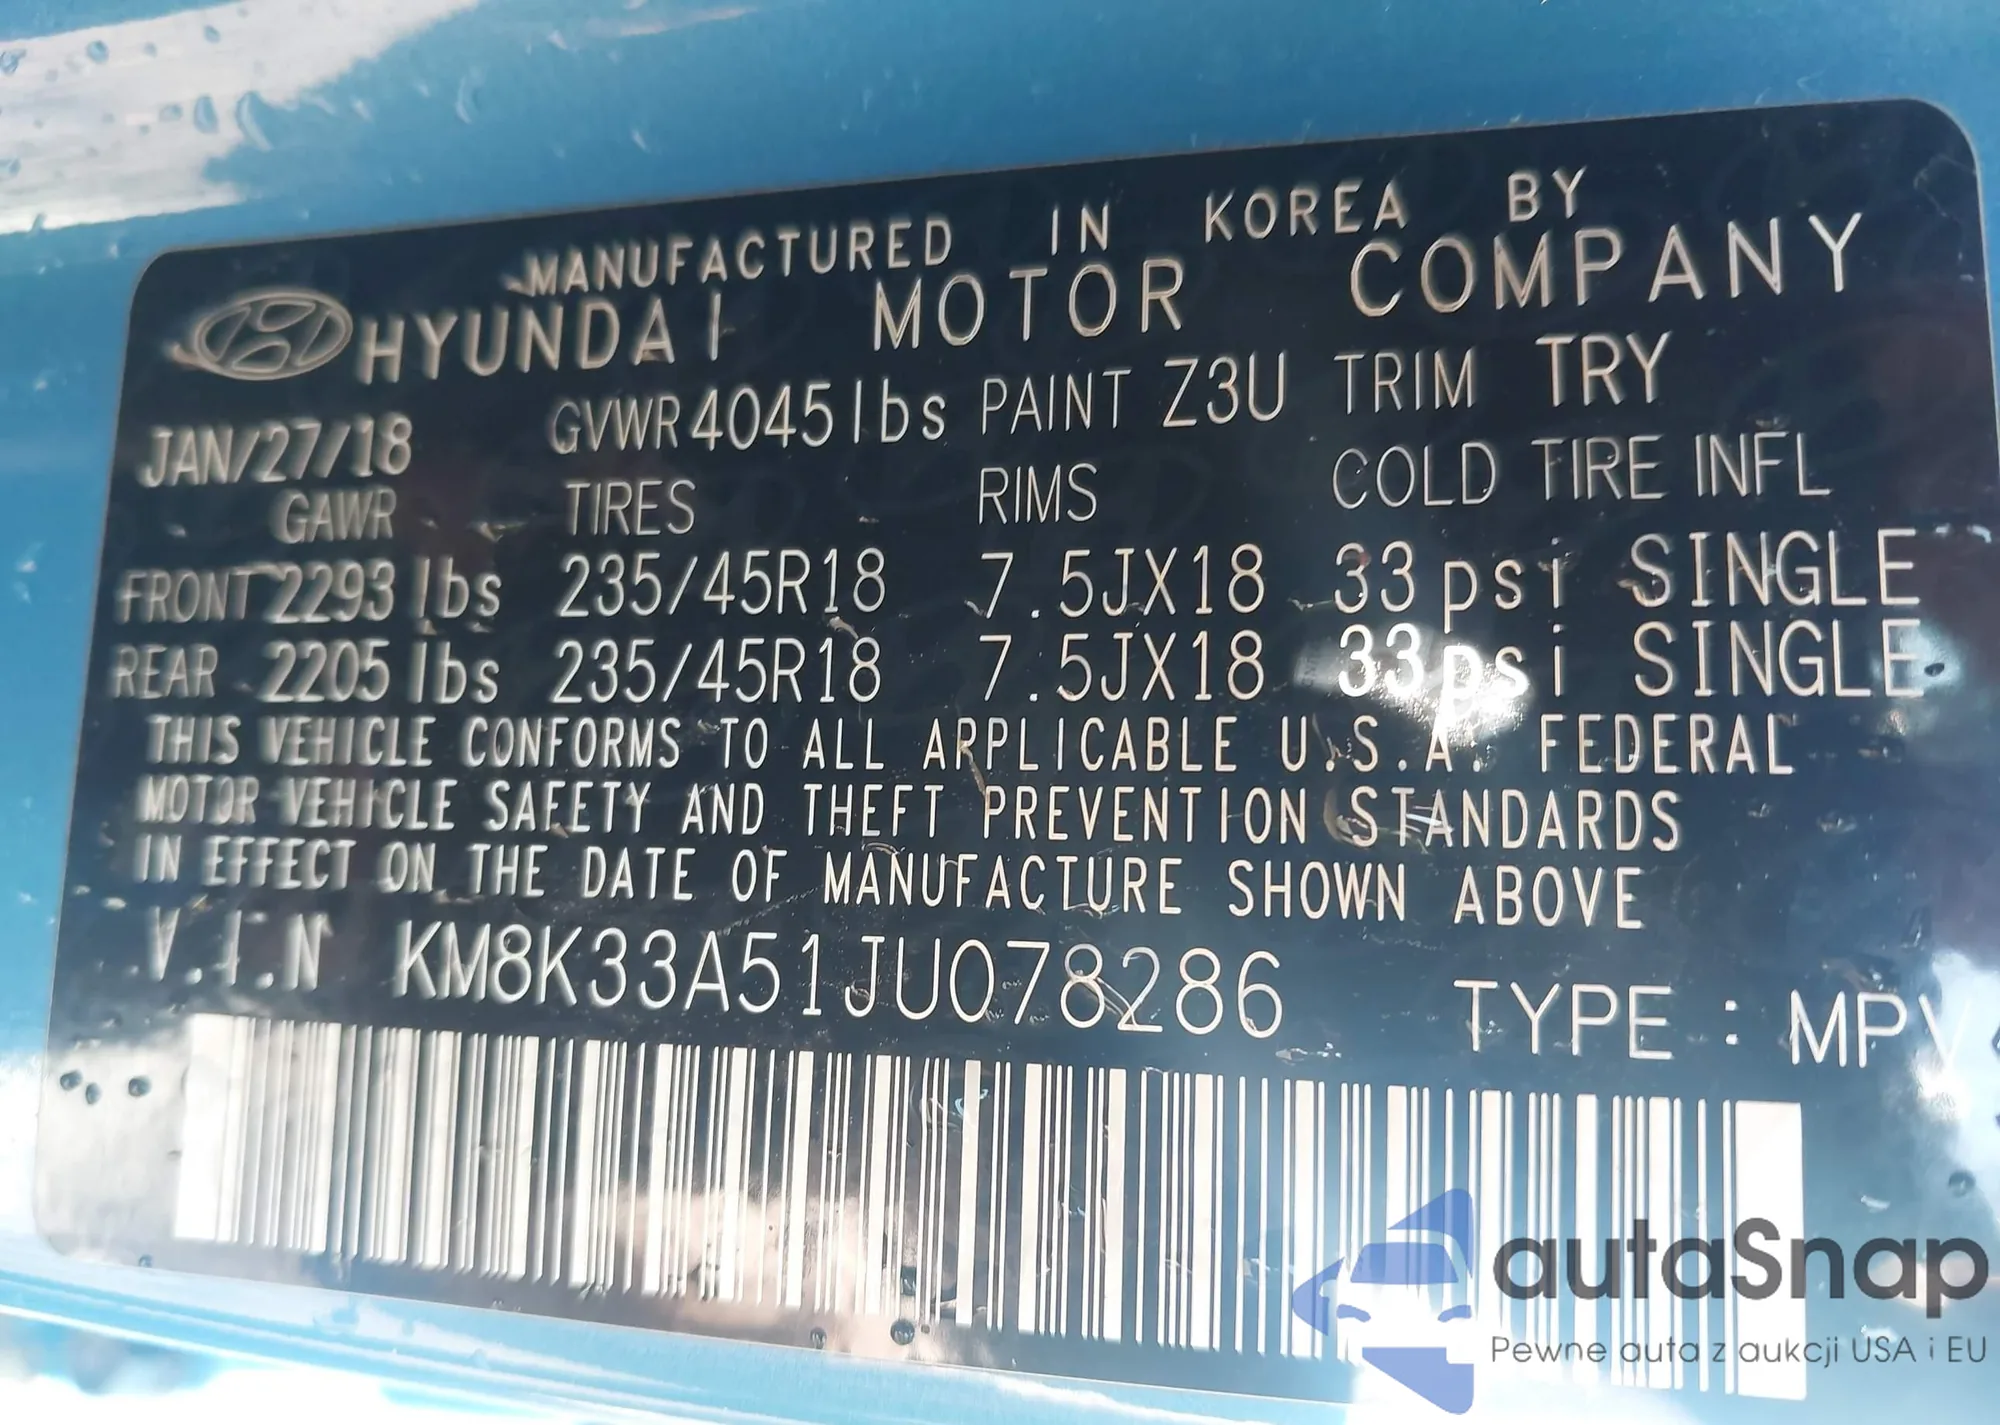 MANUFACTURED IN KOREA BY
HYUNDAI MOTOR COMPANY
JAN/27/18 GVWR 4045 lbs PAINT Z3U TRIM TRY
GAWR TIRES RIMS COLD TIRE INFL
FRONT 2293 lbs 235/45R18 7.5JX18 33 psi SINGLE
REAR 2205 lbs 235/45R18 7.5JX18 33 psi SINGLE
THIS VEHICLE CONFORMS TO ALL APPLICABLE U.S.A. FEDERAL
MOTOR VEHICLE SAFETY AND THEFT PREVENTION STANDARDS
IN EFFECT ON THE DATE OF MANUFACTURE SHOWN ABOVE
V.I.N KM8K33A51JU078286 TYPE : MPV
autaSnap
Pewne auta z aukcji USA i EU